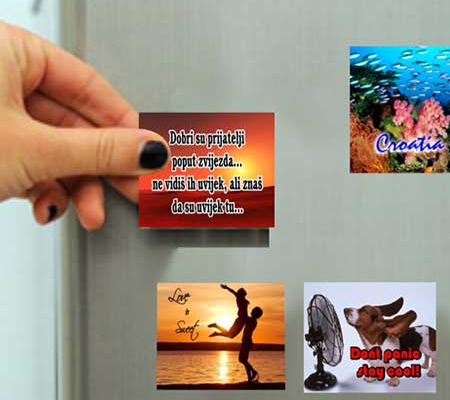 Dobri su prijatelji
poput zvijezda...
ne vidiš ih uvijek, ali znaš
da su uvijek tu...
Croatia
Love
is
Sweet
Dont panic
stay cool!